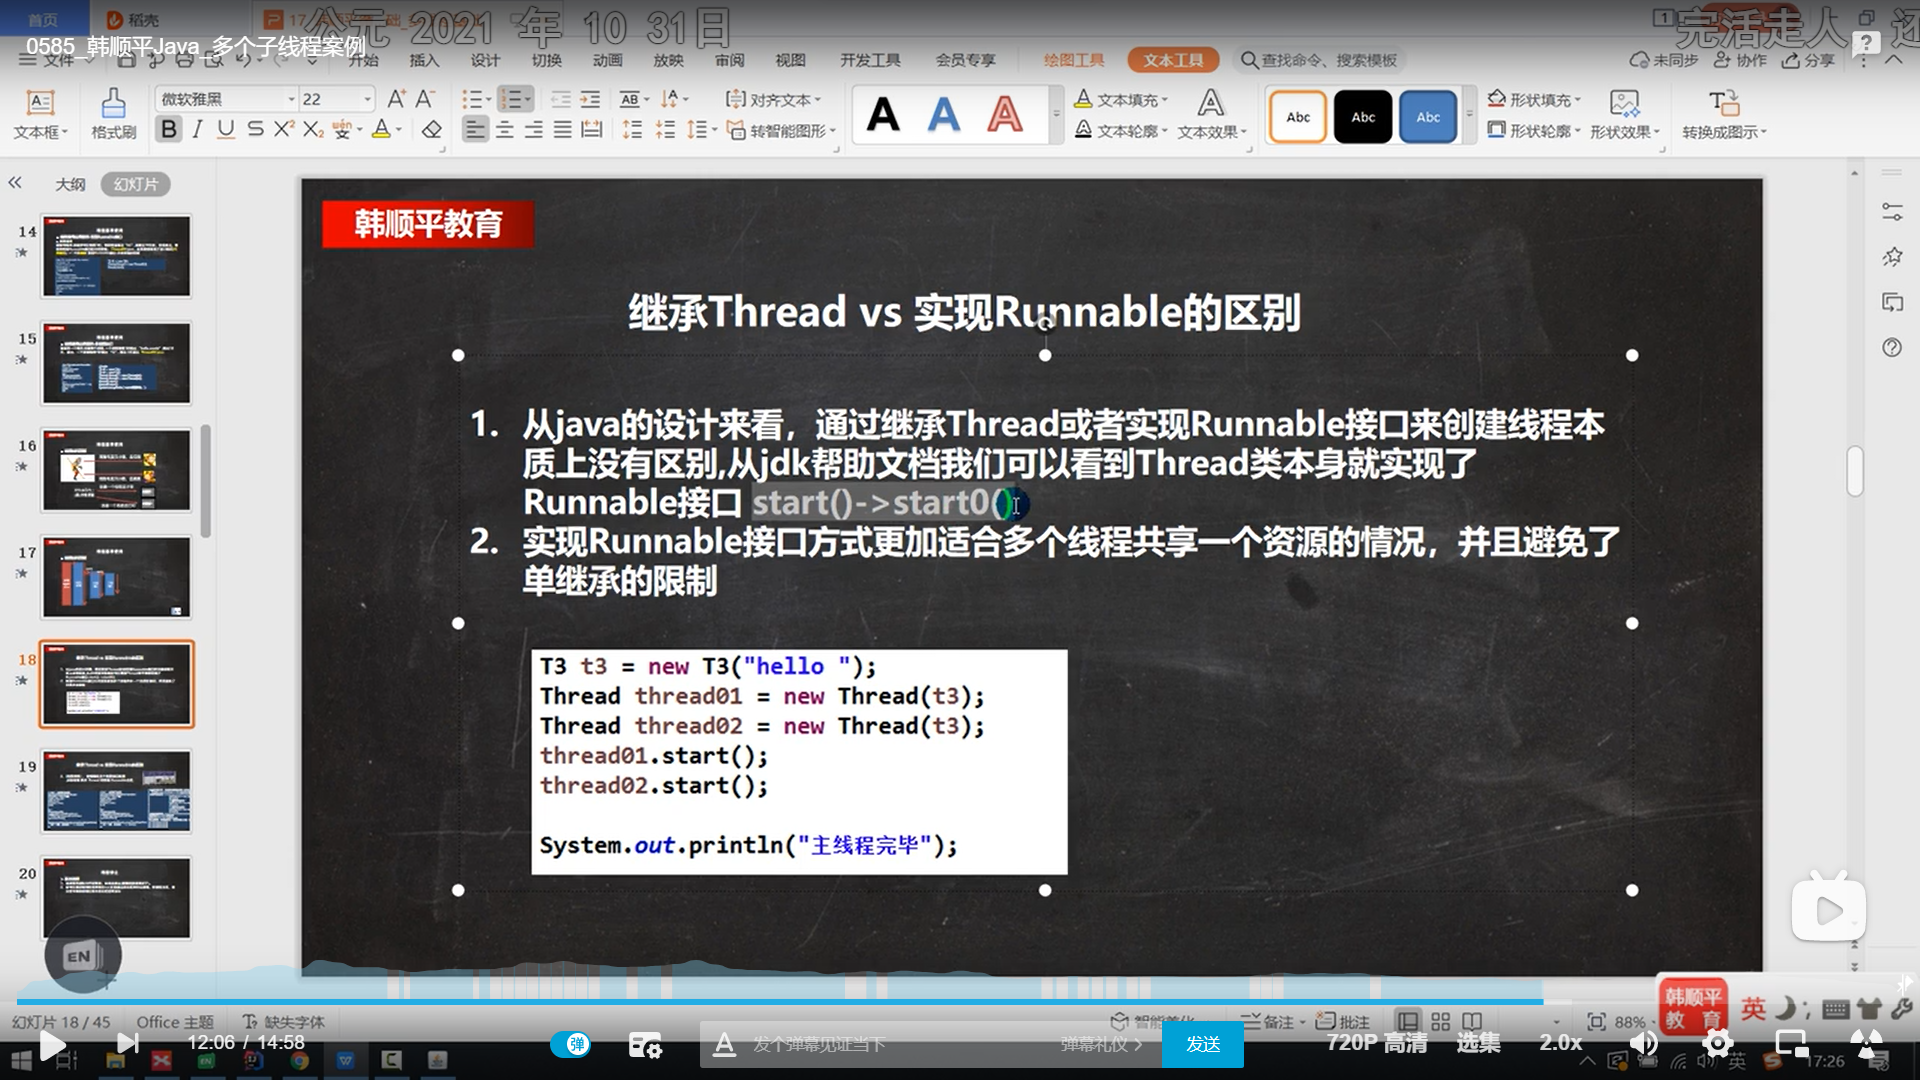 首页
稻壳
公元 2021 年 10 31日
完活走人
还
0585_韩顺平Java_多个子线程案例
文件
开始
插入
设计
切换
动画
放映
审阅
视图
开发工具
会员专享
绘图工具
文本工具
查找命令、搜索模板
未同步
协作
分享
文本框
格式刷
微软雅黑
22
对齐文本
转智能图形
文本填充
文本轮廓
文本效果
Abc
Abc
Abc
形状填充
形状轮廓
形状效果
转换成图示
大纲
幻灯片
14
15
16
17
18
19
20
韩顺平教育
继承Thread vs 实现Runnable的区别
1. 从java的设计来看，通过继承Thread或者实现Runnable接口来创建线程本
质上没有区别,从jdk帮助文档我们可以看到Thread类本身就实现了
Runnable接口 start()->start0()
2. 实现Runnable接口方式更加适合多个线程共享一个资源的情况，并且避免了
单继承的限制
T3 t3 = new T3("hello ");
Thread thread01 = new Thread(t3);
Thread thread02 = new Thread(t3);
thread01.start();
thread02.start();
System.out.println("主线程完毕");
EN
韩顺平
教 育
英
幻灯片 18 / 45
Office 主题
缺失字体
智能美化
备注
批注
88%
12:06 / 14:58
弹
发个弹幕见证当下
弹幕礼仪
发送
720P 高清
选集
2.0x
英
17:26